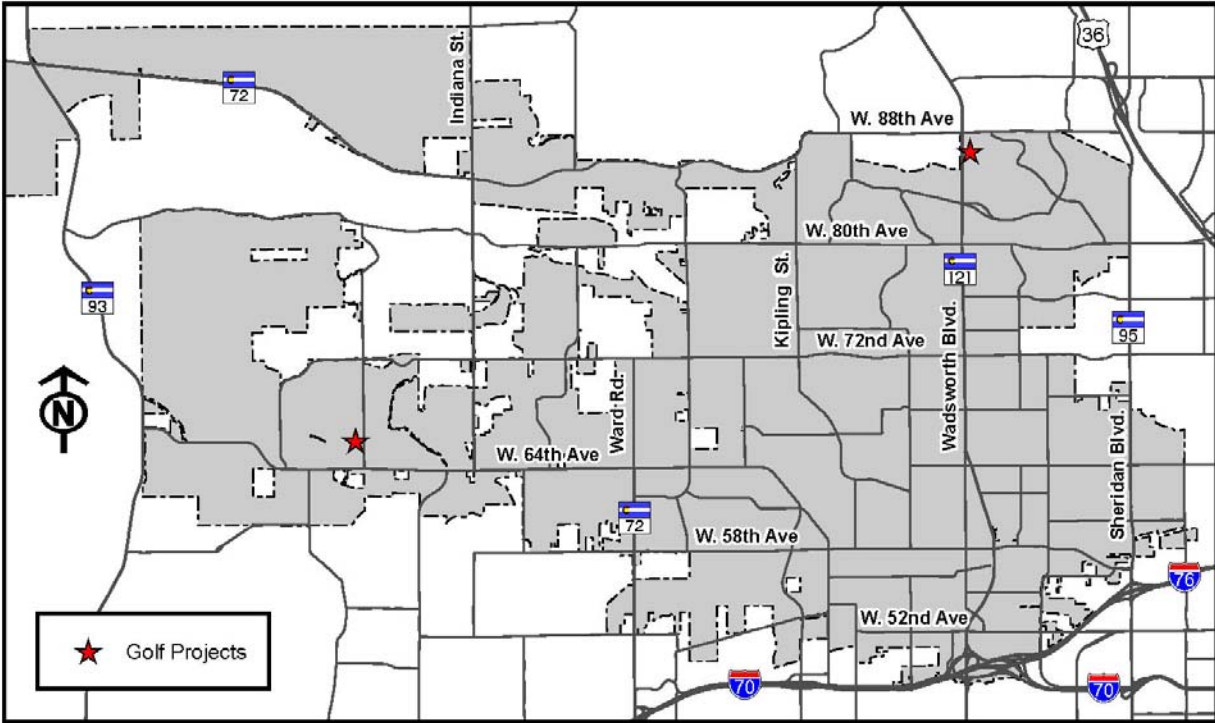 36
Indiana St.
72
W. 88th Ave
W. 80th Ave
121
93
Kipling St.
W. 72nd Ave
95
Wadsworth Blvd.
Ward Rd.
Sheridan Blvd.
N
W. 64th Ave
72
W. 58th Ave
76
W. 52nd Ave
Golf Projects
70
70